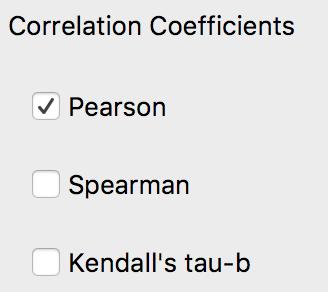 Correlation Coefficients
Pearson
Spearman
Kendall's tau-b